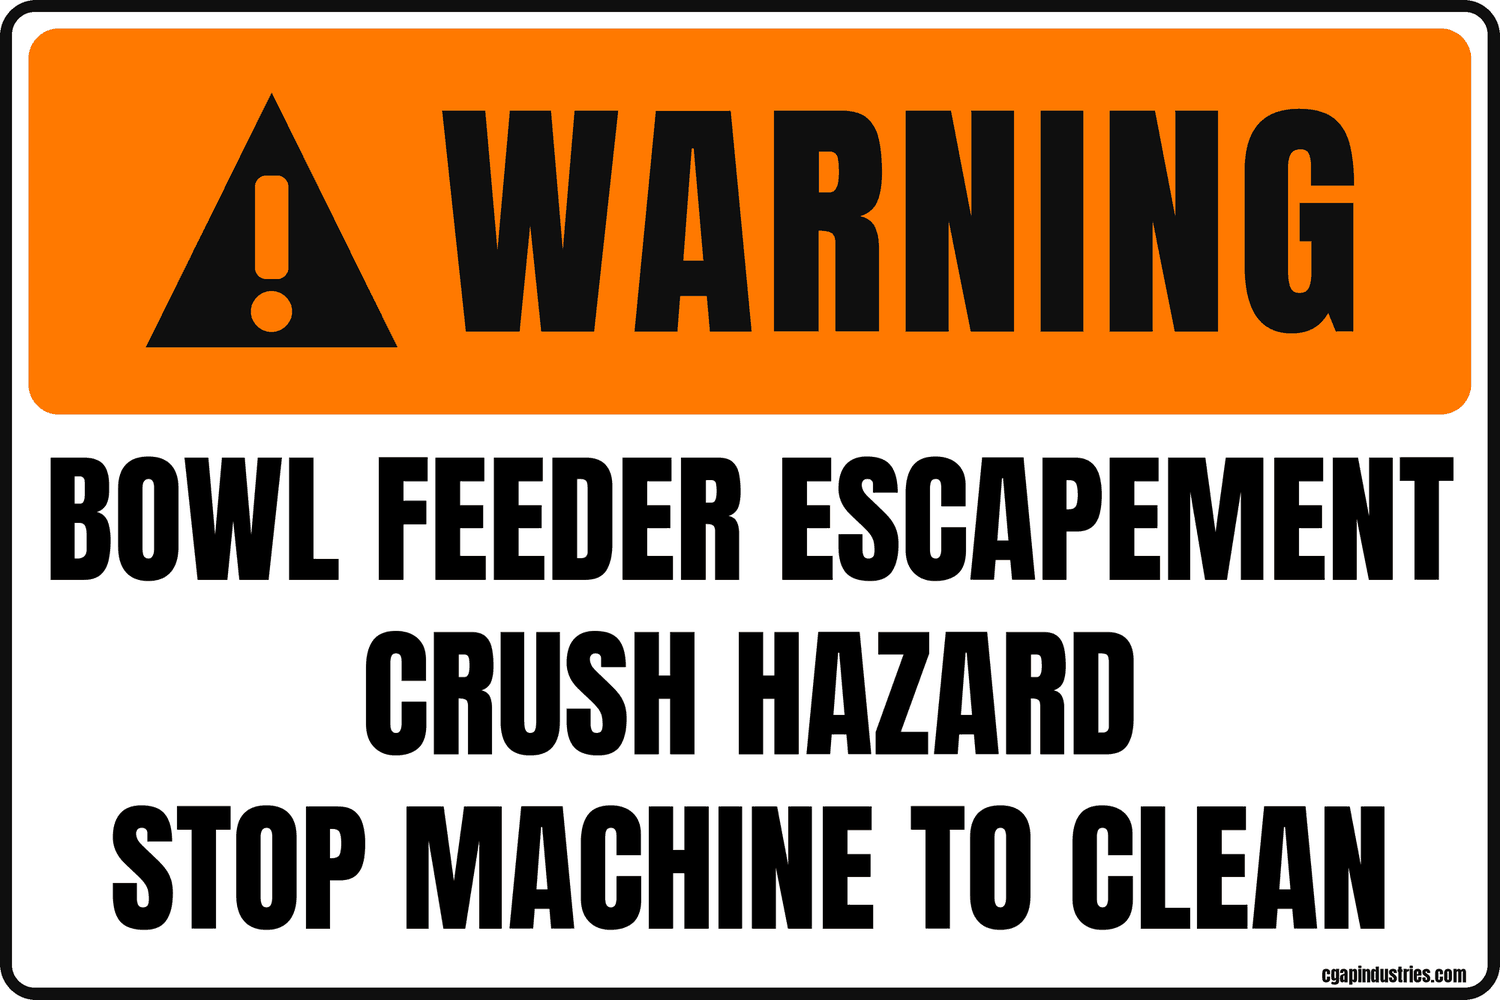 WARNING
BOWL FEEDER ESCAPEMENT
CRUSH HAZARD
STOP MACHINE TO CLEAN
cgapindustries.com